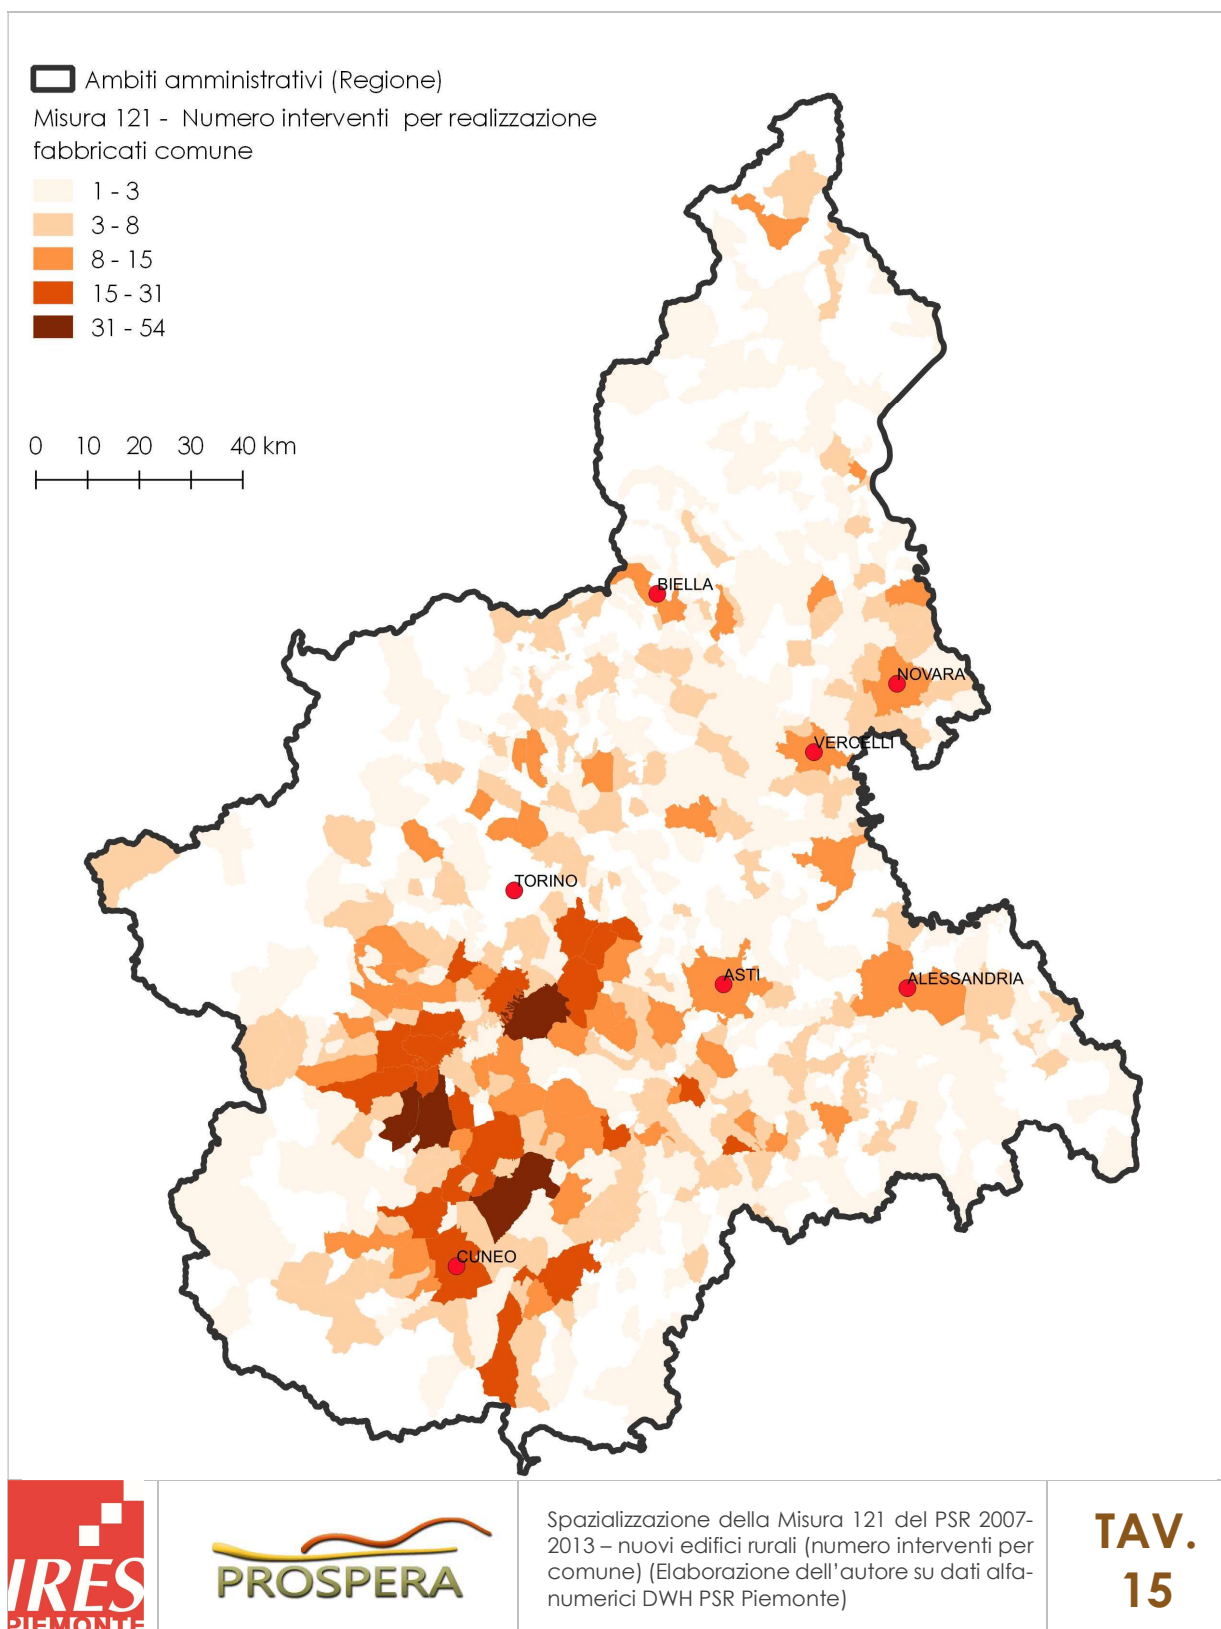 Ambiti amministrativi (Regione)
Misura 121 - Numero interventi per realizzazione
fabbricati comune
1 - 3
3 - 8
8 - 15
15 - 31
31 - 54
0 10 20 30 40 km
BIELLA
NOVARA
VERCELLI
TORINO
ASTI
ALESSANDRIA
CUNEO
IRES
PIEMONTE
PROSPERA
Spazializzazione della Misura 121 del PSR 2007-
2013 – nuovi edifici rurali (numero interventi per
comune) (Elaborazione dell'autore su dati alfa-
numerici DWH PSR Piemonte)
TAV.
15